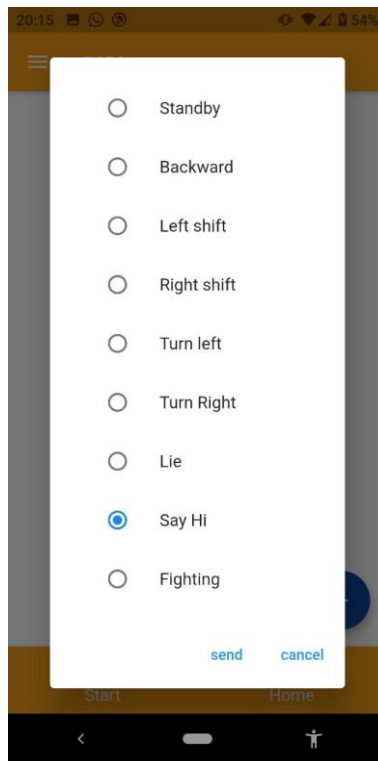 20:15 54%
Standby
Backward
Left shift
Right shift
Turn left
Turn Right
Lie
Say Hi
Fighting
send cancel
Start Home